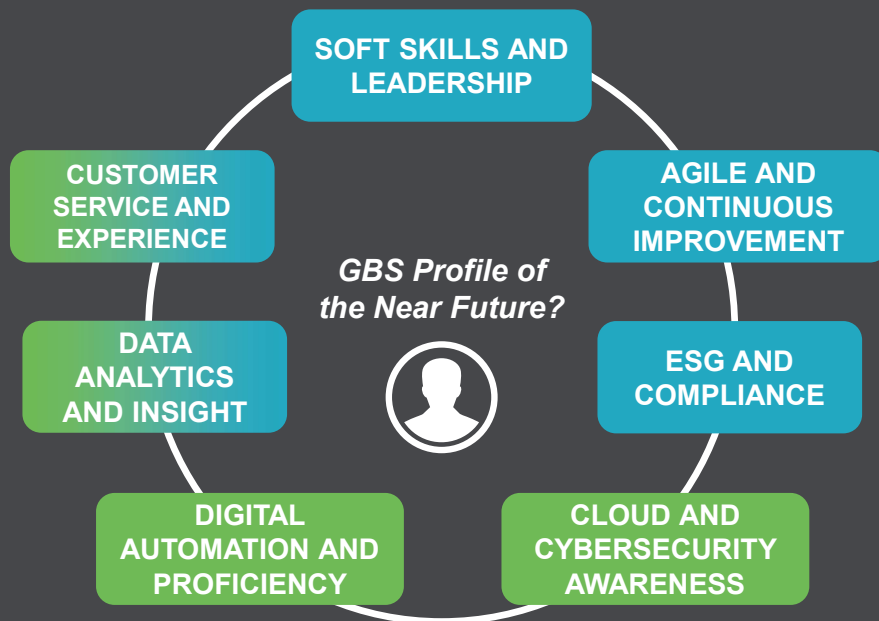 SOFT SKILLS AND
LEADERSHIP
CUSTOMER
SERVICE AND
EXPERIENCE
AGILE AND
CONTINUOUS
IMPROVEMENT
GBS Profile of
the Near Future?
DATA
ANALYTICS
AND INSIGHT
ESG AND
COMPLIANCE
DIGITAL
AUTOMATION AND
PROFICIENCY
CLOUD AND
CYBERSECURITY
AWARENESS